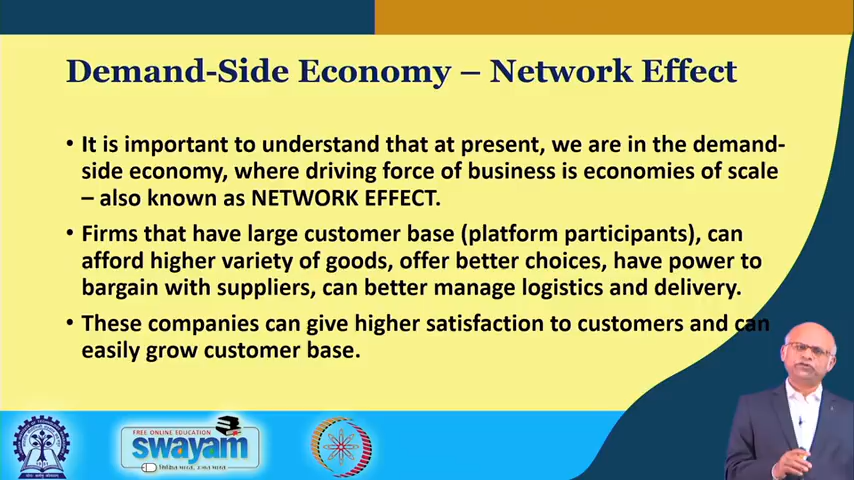 Demand-Side Economy – Network Effect
• It is important to understand that at present, we are in the demand-
side economy, where driving force of business is economies of scale
– also known as NETWORK EFFECT.
• Firms that have large customer base (platform participants), can
afford higher variety of goods, offer better choices, have power to
bargain with suppliers, can better manage logistics and delivery.
• These companies can give higher satisfaction to customers and can
easily grow customer base.
FREE ONLINE EDUCATION
swayam